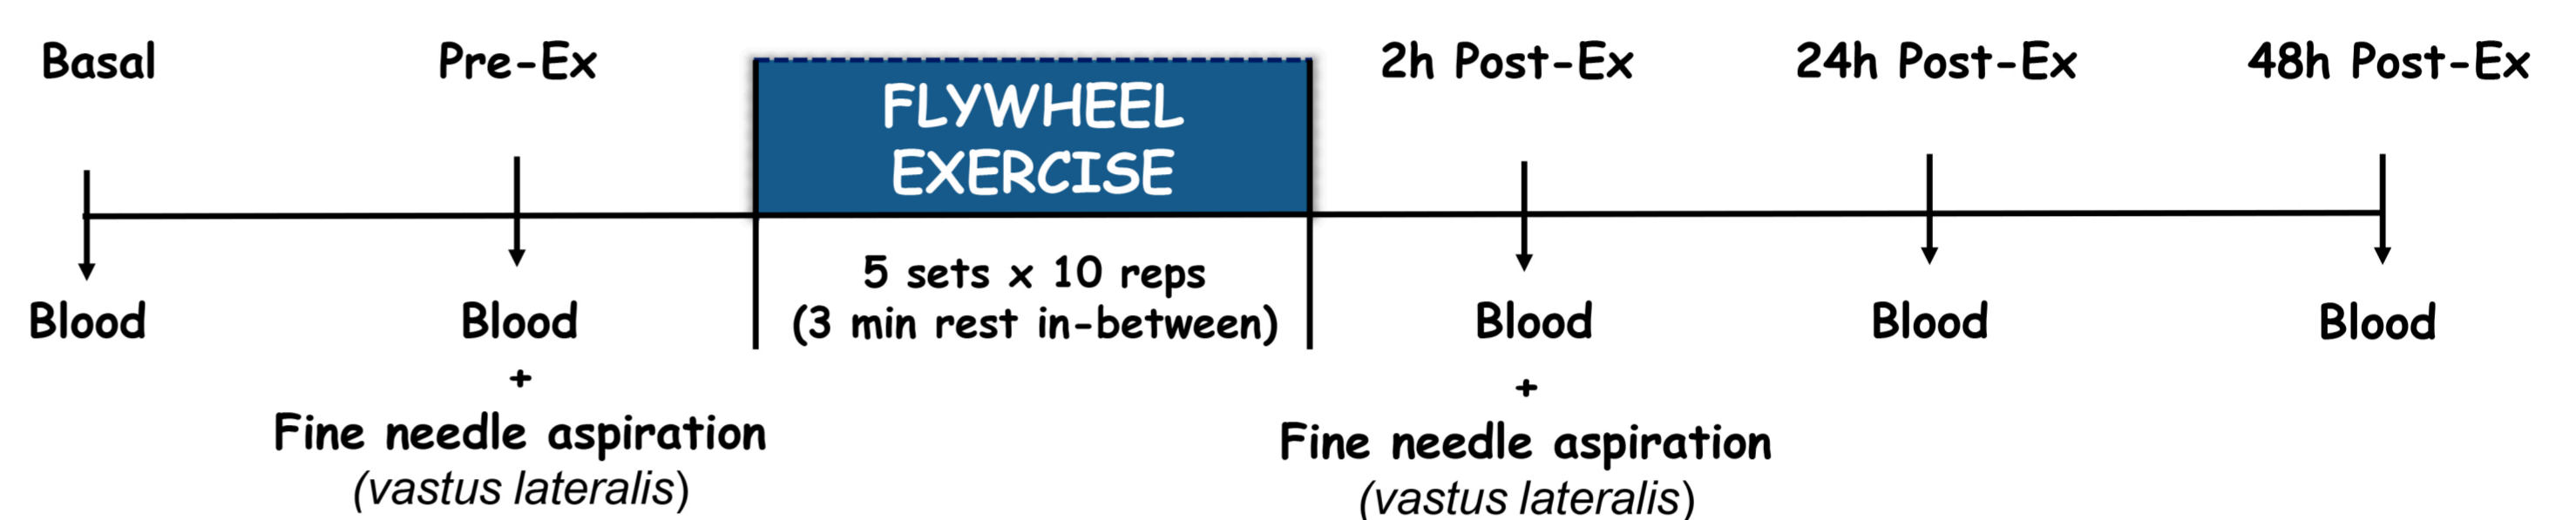 Basal
Pre-Ex
FLYWHEEL
EXERCISE
2h Post-Ex
24h Post-Ex
48h Post-Ex
5 sets x 10 reps
(3 min rest in-between)
Blood
Blood
+
Fine needle aspiration
(vastus lateralis)
Blood
+
Fine needle aspiration
(vastus lateralis)
Blood
Blood